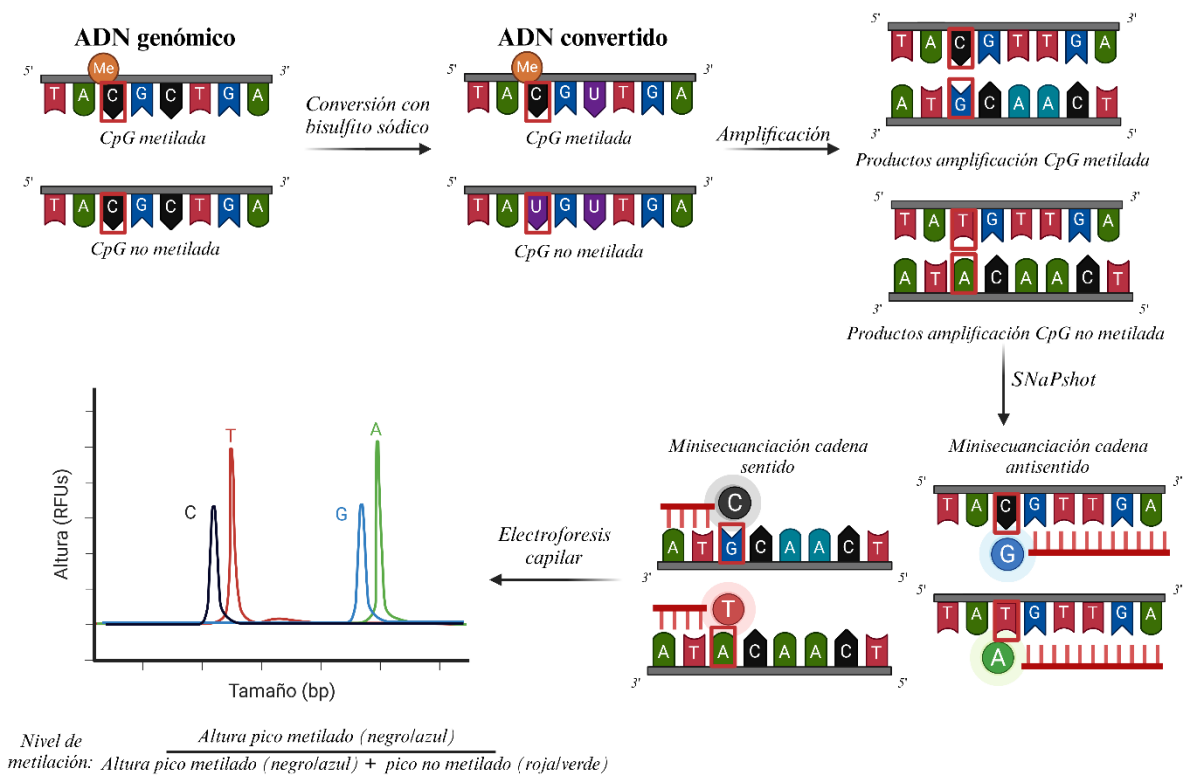 ADN genómico
5'
3'
Me
T A C G C T G A
CpG metilada
5'
3'
T A C G C T G A
CpG no metilada
Conversión con
bisulfito sódico
ADN convertido
5'
3'
Me
T A C G U T G A
CpG metilada
5'
3'
T A U G U T G A
CpG no metilada
Amplificación
5'
3'
T A C G T T G A
A T G C A A C T
3'
5'
Productos amplificación CpG metilada
5'
3'
T A T G T T G A
A T A C A A C T
3'
5'
Productos amplificación CpG no metilada
SNaPshot
Minisecuanciación cadena
antisentido
5'
3'
T A C G T T G A
G
5'
3'
T A T G T T G A
A
Minisecuanciación cadena
sentido
C
A T G C A A C T
3'
5'
T
A T A C A A C T
3'
5'
Electroforesis
capilar
Altura (RFUs)
C
T
G
A
Tamaño (bp)
Nivel de
metilación:
Altura pico metilado (negro/azul)
Altura pico metilado (negro/azul) + pico no metilado (roja/verde)